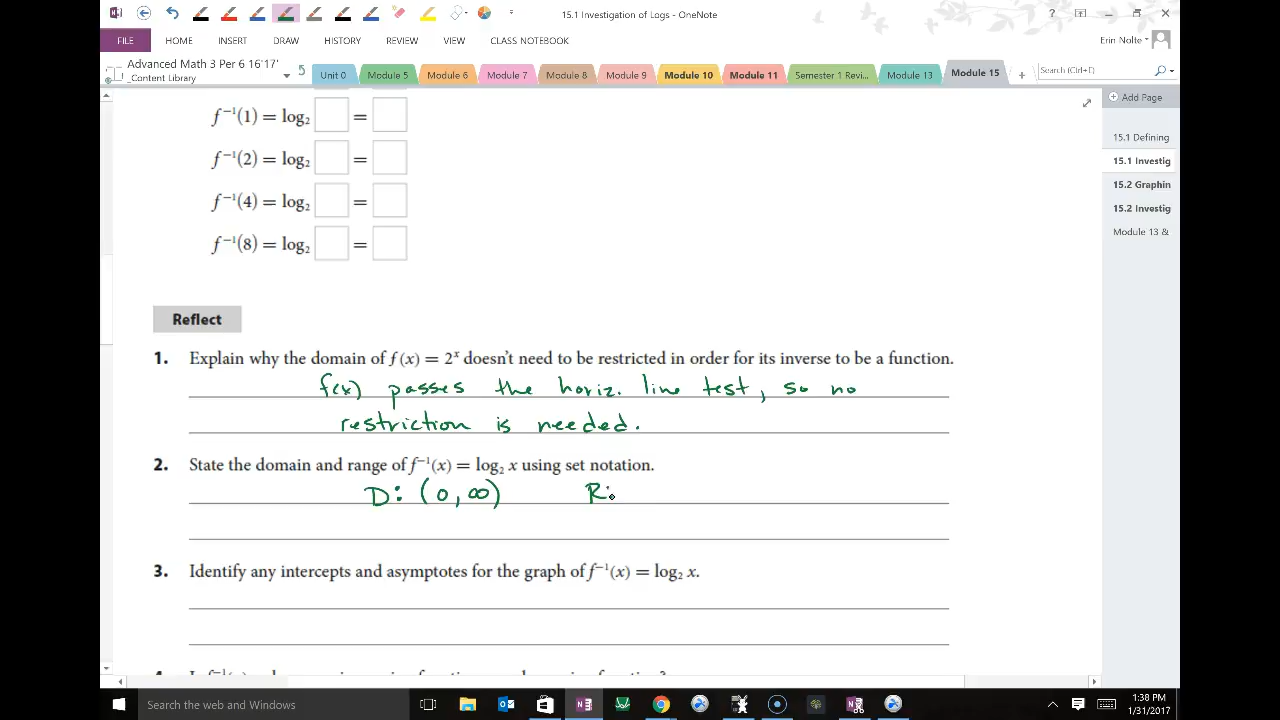 15.1 Investigation of Logs - OneNote
FILE HOME INSERT DRAW HISTORY REVIEW VIEW CLASS NOTEBOOK
Erin Nolte
Advanced Math 3 Per 6 16'17'
_Content Library
5
Unit 0 Module 5 Module 6 Module 7 Module 8 Module 9 Module 10 Module 11 Semester 1 Revi... Module 13 Module 15
Search (Ctrl+E)
Add Page
15.1 Defining
15.1 Investig
15.2 Graphin
15.2 Investig
Module 13 &
f⁻¹(1) = log₂ =
f⁻¹(2) = log₂ =
f⁻¹(4) = log₂ =
f⁻¹(8) = log₂ =
Reflect
1. Explain why the domain of f(x) = 2ˣ doesn't need to be restricted in order for its inverse to be a function.
f(x) passes the horiz. line test, so no
restriction is needed.
2. State the domain and range of f⁻¹(x) = log₂ x using set notation.
D: (0, ∞) R:
3. Identify any intercepts and asymptotes for the graph of f⁻¹(x) = log₂ x.
Search the web and Windows
1:38 PM
1/31/2017